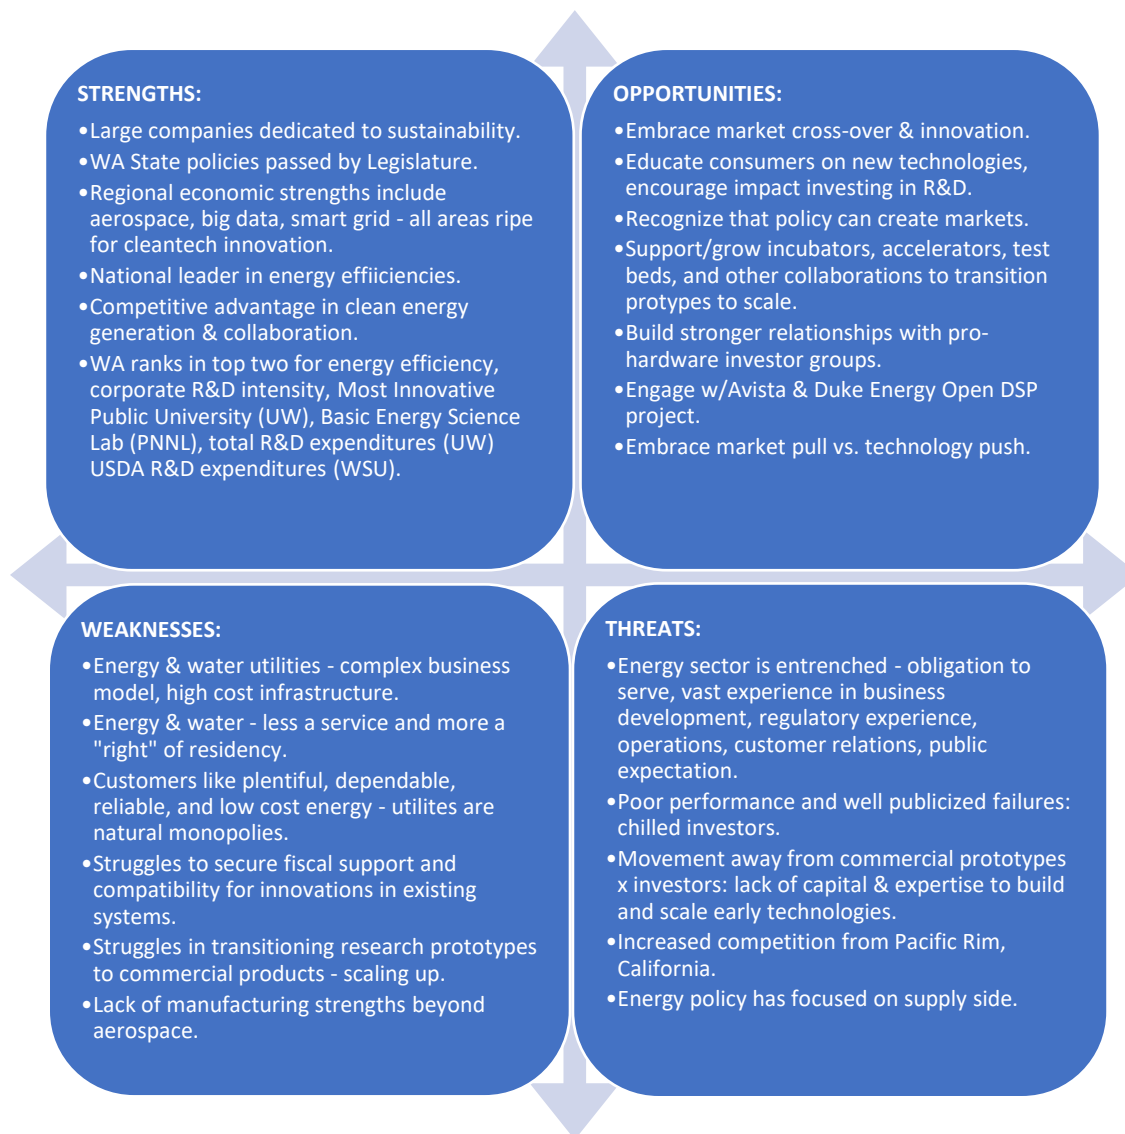 STRENGTHS:
•Large companies dedicated to sustainability.
•WA State policies passed by Legislature.
•Regional economic strengths include
aerospace, big data, smart grid - all areas ripe
for cleantech innovation.
•National leader in energy effiiciencies.
•Competitive advantage in clean energy
generation & collaboration.
•WA ranks in top two for energy efficiency,
corporate R&D intensity, Most Innovative
Public University (UW), Basic Energy Science
Lab (PNNL), total R&D expenditures (UW)
USDA R&D expenditures (WSU).
OPPORTUNITIES:
•Embrace market cross-over & innovation.
•Educate consumers on new technologies,
encourage impact investing in R&D.
•Recognize that policy can create markets.
•Support/grow incubators, accelerators, test
beds, and other collaborations to transition
protypes to scale.
•Build stronger relationships with pro-
hardware investor groups.
•Engage w/Avista & Duke Energy Open DSP
project.
•Embrace market pull vs. technology push.
WEAKNESSES:
•Energy & water utilities - complex business
model, high cost infrastructure.
•Energy & water - less a service and more a
"right" of residency.
•Customers like plentiful, dependable,
reliable, and low cost energy - utilites are
natural monopolies.
•Struggles to secure fiscal support and
compatibility for innovations in existing
systems.
•Struggles in transitioning research prototypes
to commercial products - scaling up.
•Lack of manufacturing strengths beyond
aerospace.
THREATS:
•Energy sector is entrenched - obligation to
serve, vast experience in business
development, regulatory experience,
operations, customer relations, public
expectation.
•Poor performance and well publicized failures:
chilled investors.
•Movement away from commercial prototypes
x investors: lack of capital & expertise to build
and scale early technologies.
•Increased competition from Pacific Rim,
California.
•Energy policy has focused on supply side.